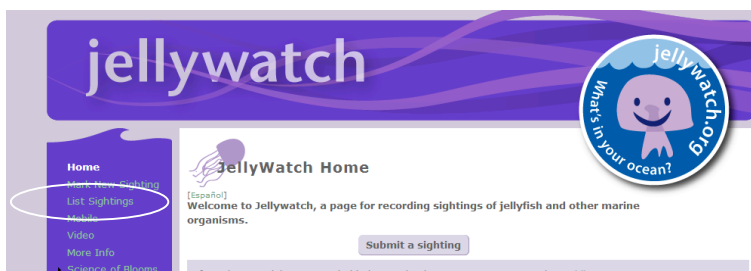 jellywatch
jellywatch.org
What's in your ocean?
Home
Mark New Sighting
List Sightings
Mobile
Video
More Info
Science of Blooms
JellyWatch Home
[Español]
Welcome to Jellywatch, a page for recording sightings of jellyfish and other marine
organisms.
Submit a sighting